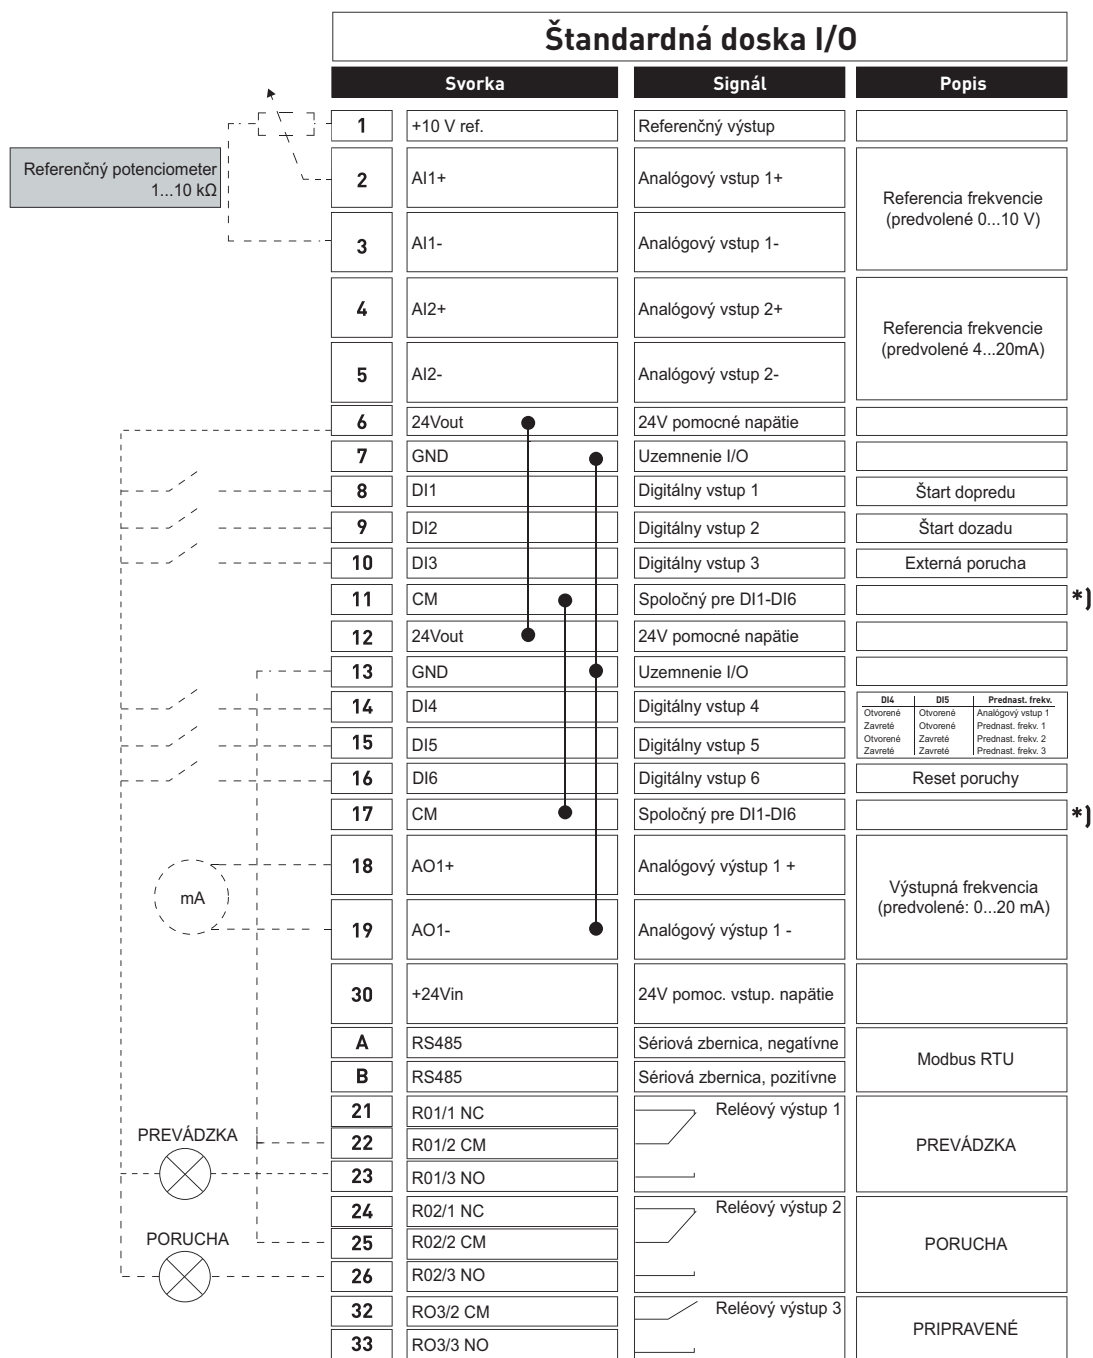 Štandardná doska I/O
Svorka Signál Popis
1 +10 V ref. Referenčný výstup
Referenčný potenciometer
1...10 kΩ
2 AI1+ Analógový vstup 1+
Referencia frekvencie
(predvolené 0...10 V)
3 AI1- Analógový vstup 1-
4 AI2+ Analógový vstup 2+
Referencia frekvencie
(predvolené 4...20mA)
5 AI2- Analógový vstup 2-
6 24Vout 24V pomocné napätie
7 GND Uzemnenie I/O
8 DI1 Digitálny vstup 1 Štart dopredu
9 DI2 Digitálny vstup 2 Štart dozadu
10 DI3 Digitálny vstup 3 Externá porucha
11 CM Spoločný pre DI1-DI6 *)
12 24Vout 24V pomocné napätie
13 GND Uzemnenie I/O
14 DI4 Digitálny vstup 4
DI4 DI5 Prednast. frekv.
Otvorené Otvorené Analógový vstup 1
Zavreté Otvorené Prednast. frekv. 1
Otvorené Zavreté Prednast. frekv. 2
Zavreté Zavreté Prednast. frekv. 3
15 DI5 Digitálny vstup 5
16 DI6 Digitálny vstup 6 Reset poruchy
17 CM Spoločný pre DI1-DI6 *)
18 AO1+ Analógový výstup 1 +
mA
Výstupná frekvencia
(predvolené: 0...20 mA)
19 AO1- Analógový výstup 1 -
30 +24Vin 24V pomoc. vstup. napätie
A RS485 Sériová zbernica, negatívne
Modbus RTU
B RS485 Sériová zbernica, pozitívne
21 R01/1 NC Reléový výstup 1
PREVÁDZKA
22 R01/2 CM PREVÁDZKA
23 R01/3 NO
24 R02/1 NC Reléový výstup 2
PORUCHA
25 R02/2 CM PORUCHA
26 R02/3 NO
32 RO3/2 CM Reléový výstup 3
PRIPRAVENÉ
33 RO3/3 NO